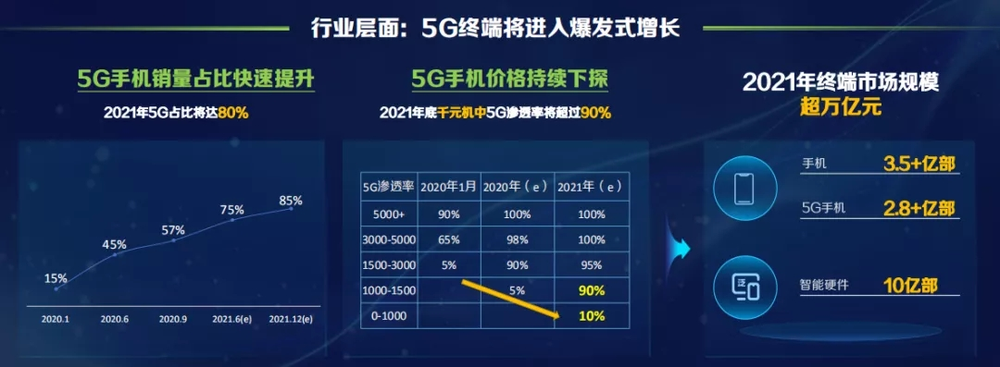 行业层面：5G终端将进入爆发式增长
5G手机销量占比快速提升
2021年5G占比将达80%
15%
45%
57%
75%
85%
2020.1
2020.6
2020.9
2021.6(e)
2021.12(e)
5G手机价格持续下探
2021年底千元机中5G渗透率将超过90%
5G渗透率 2020年1月 2020年（e） 2021年（e）
5000+ 90% 100% 100%
3000-5000 65% 98% 100%
1500-3000 5% 90% 95%
1000-1500 5% 90%
0-1000 10%
2021年终端市场规模
超万亿元
手机 3.5+亿部
5G手机 2.8+亿部
泛
智能硬件 10亿部